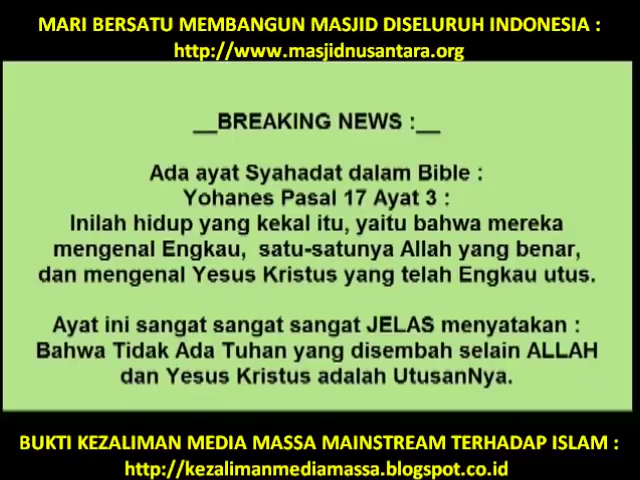 MARI BERSATU MEMBANGUN MASJID DISELURUH INDONESIA :
http://www.masjidnusantara.org
__BREAKING NEWS :__
Ada ayat Syahadat dalam Bible :
Yohanes Pasal 17 Ayat 3 :
Inilah hidup yang kekal itu, yaitu bahwa mereka
mengenal Engkau, satu-satunya Allah yang benar,
dan mengenal Yesus Kristus yang telah Engkau utus.
Ayat ini sangat sangat sangat JELAS menyatakan :
Bahwa Tidak Ada Tuhan yang disembah selain ALLAH
dan Yesus Kristus adalah UtusanNya.
BUKTI KEZALIMAN MEDIA MASSA MAINSTREAM TERHADAP ISLAM :
http://kezalimanmediamassa.blogspot.co.id